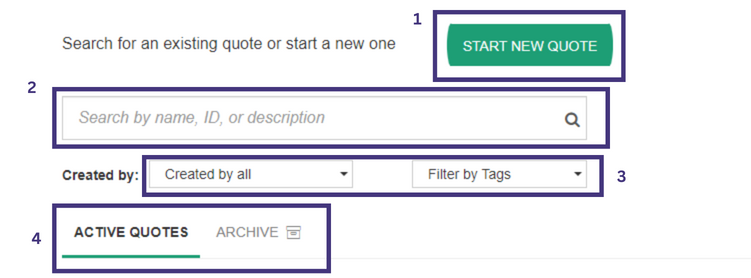 1
Search for an existing quote or start a new one
START NEW QUOTE
2
Search by name, ID, or description
Created by:
Created by all
Filter by Tags
3
4
ACTIVE QUOTES
ARCHIVE